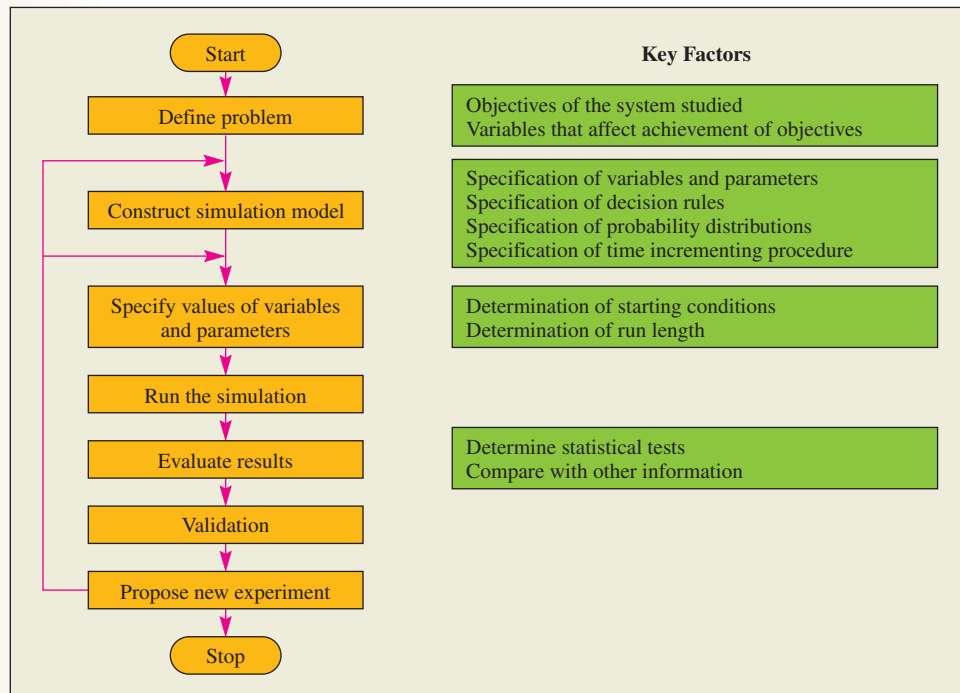 Start
Key Factors
Define problem
Objectives of the system studied
Variables that affect achievement of objectives
Construct simulation model
Specification of variables and parameters
Specification of decision rules
Specification of probability distributions
Specification of time incrementing procedure
Specify values of variables
and parameters
Determination of starting conditions
Determination of run length
Run the simulation
Evaluate results
Determine statistical tests
Compare with other information
Validation
Propose new experiment
Stop